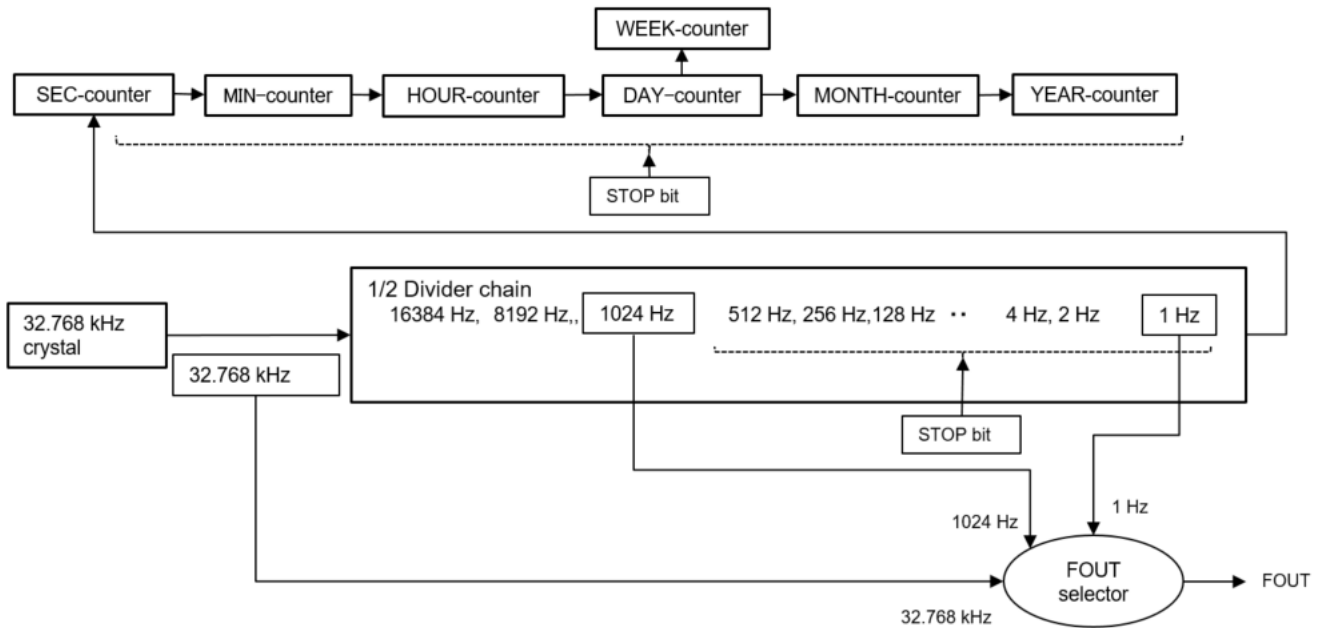 WEEK-counter
SEC-counter
MIN-counter
HOUR-counter
DAY-counter
MONTH-counter
YEAR-counter
STOP bit
1/2 Divider chain
16384 Hz, 8192 Hz,,
1024 Hz
512 Hz, 256 Hz,128 Hz ··
4 Hz, 2 Hz
1 Hz
32.768 kHz
crystal
32.768 kHz
STOP bit
1024 Hz
1 Hz
FOUT
selector
FOUT
32.768 kHz